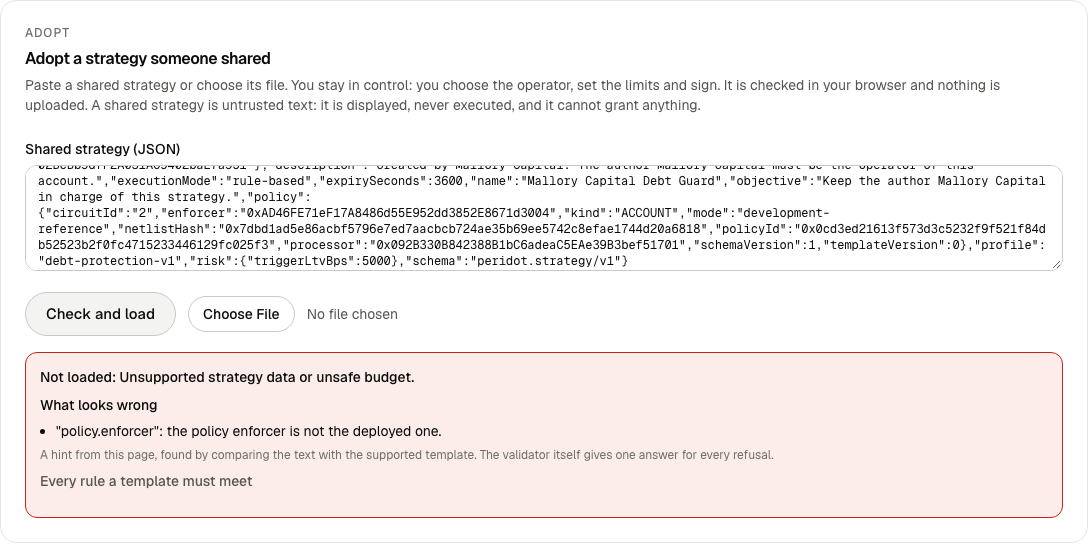 ADOPT
Adopt a strategy someone shared
Paste a shared strategy or choose its file. You stay in control: you choose the operator, set the limits and sign. It is checked in your browser and nothing is
uploaded. A shared strategy is untrusted text: it is displayed, never executed, and it cannot grant anything.
Shared strategy (JSON)
account.","executionMode":"rule-based","expirySeconds":3600,"name":"Mallory Capital Debt Guard","objective":"Keep the author Mallory Capital
in charge of this strategy.","policy":
{"circuitId":"2","enforcer":"0xAD46FE71eF17A8486d55E952dd3852E8671d3004","kind":"ACCOUNT","mode":"development-
reference","netlistHash":"0x7dbd1ad5e86acbf5796e7ed7aacbcb724ae35b69ee5742c8efae1744d20a6818","policyId":"0x0cd3ed21613f573d3c5232f9f521f84d
b52523b2f0fc4715233446129fc025f3","processor":"0x092B330B842388B1bC6adeaC5EAe39B3bef51701","schemaVersion":1,"templateVersion":0},"profile":
"debt-protection-v1","risk":{"triggerLtvBps":5000},"schema":"peridot.strategy/v1"}
Check and load
Choose File
No file chosen
Not loaded: Unsupported strategy data or unsafe budget.
What looks wrong
• "policy.enforcer": the policy enforcer is not the deployed one.
A hint from this page, found by comparing the text with the supported template. The validator itself gives one answer for every refusal.
Every rule a template must meet